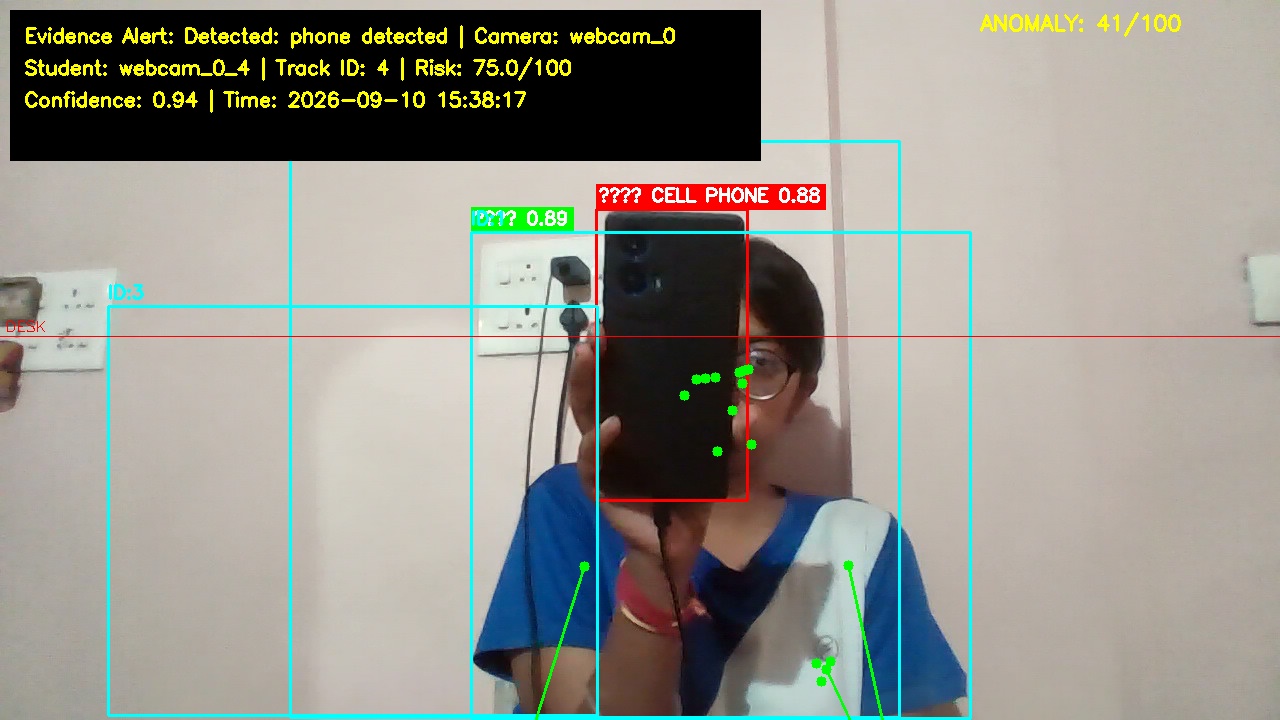 Evidence Alert: Detected: phone detected | Camera: webcam_0
Student: webcam_0_4 | Track ID: 4 | Risk: 75.0/100
Confidence: 0.94 | Time: 2026-09-10 15:38:17
ANOMALY: 41/100
???? CELL PHONE 0.88
???? 0.89
ID:3
DESK